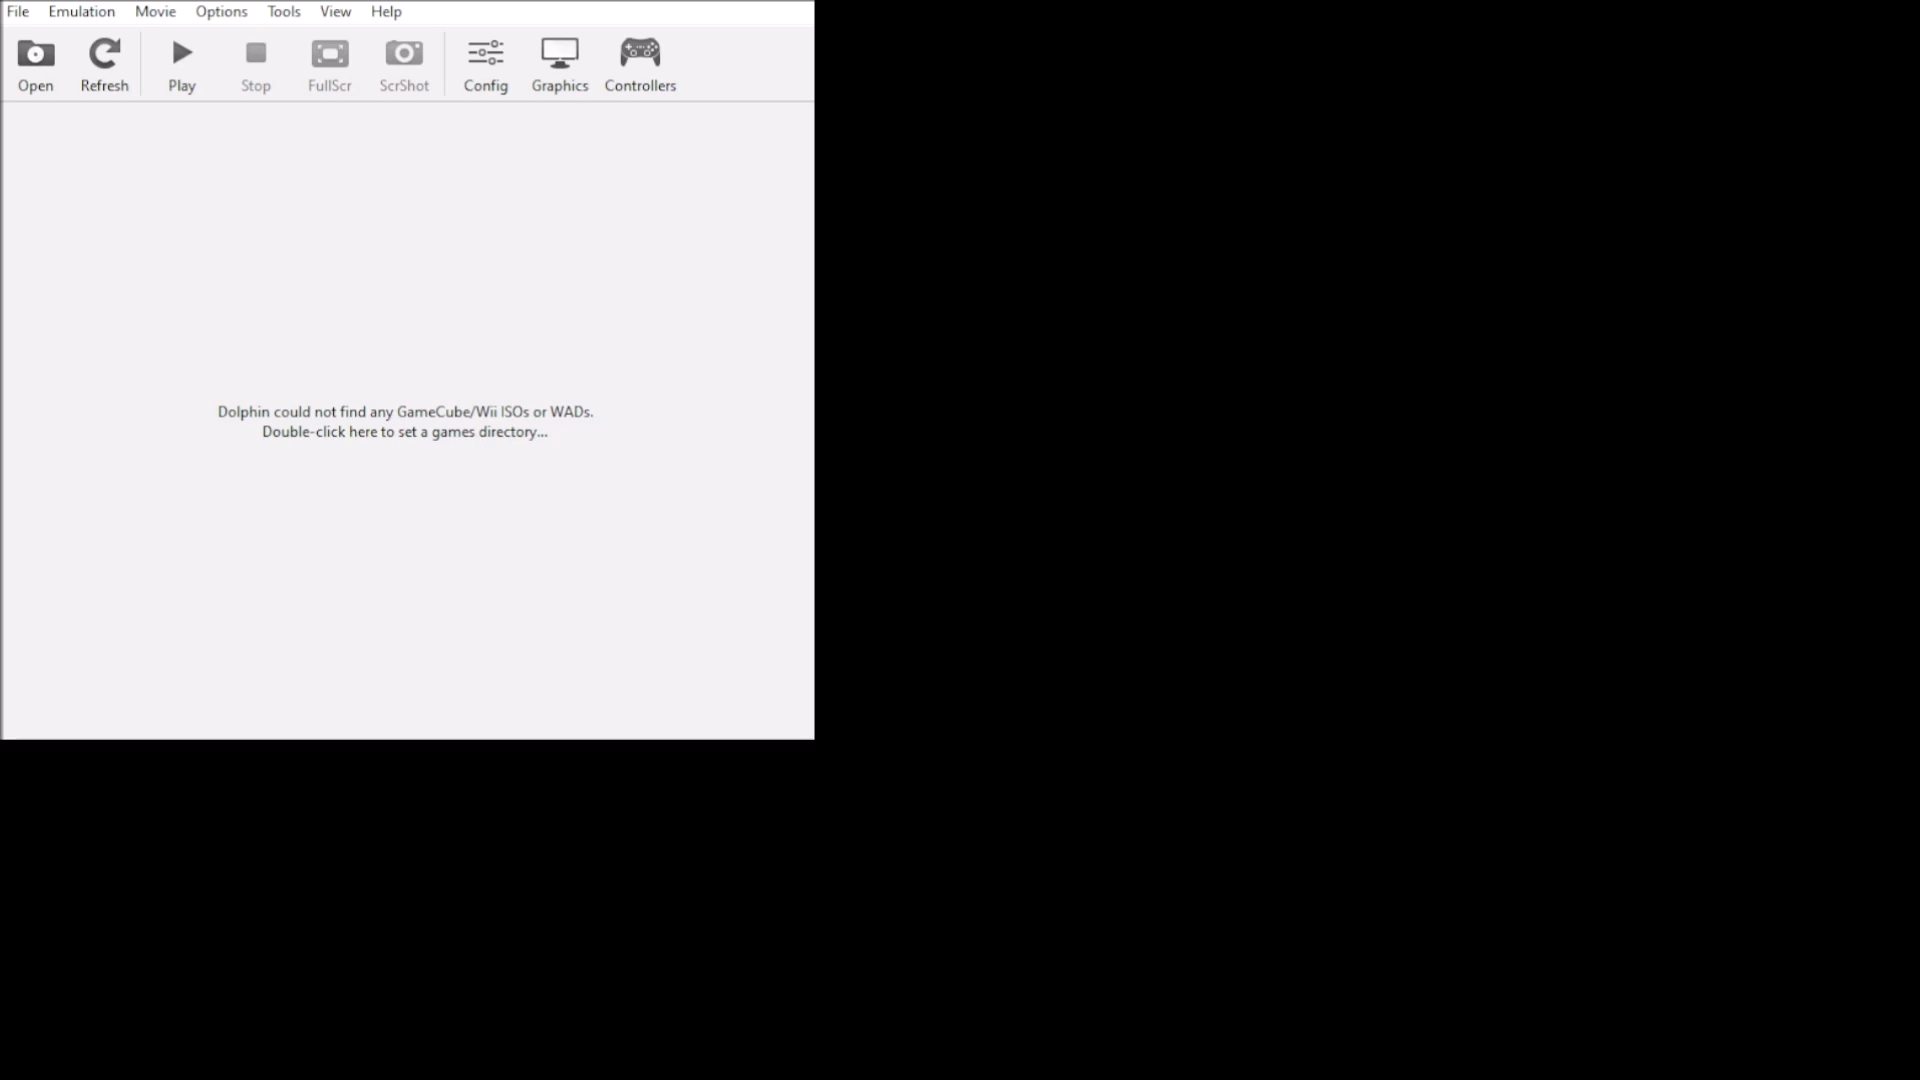 File Emulation Movie Options Tools View Help
Open Refresh Play Stop FullScr ScrShot Config Graphics Controllers
Dolphin could not find any GameCube/Wii ISOs or WADs.
Double-click here to set a games directory...